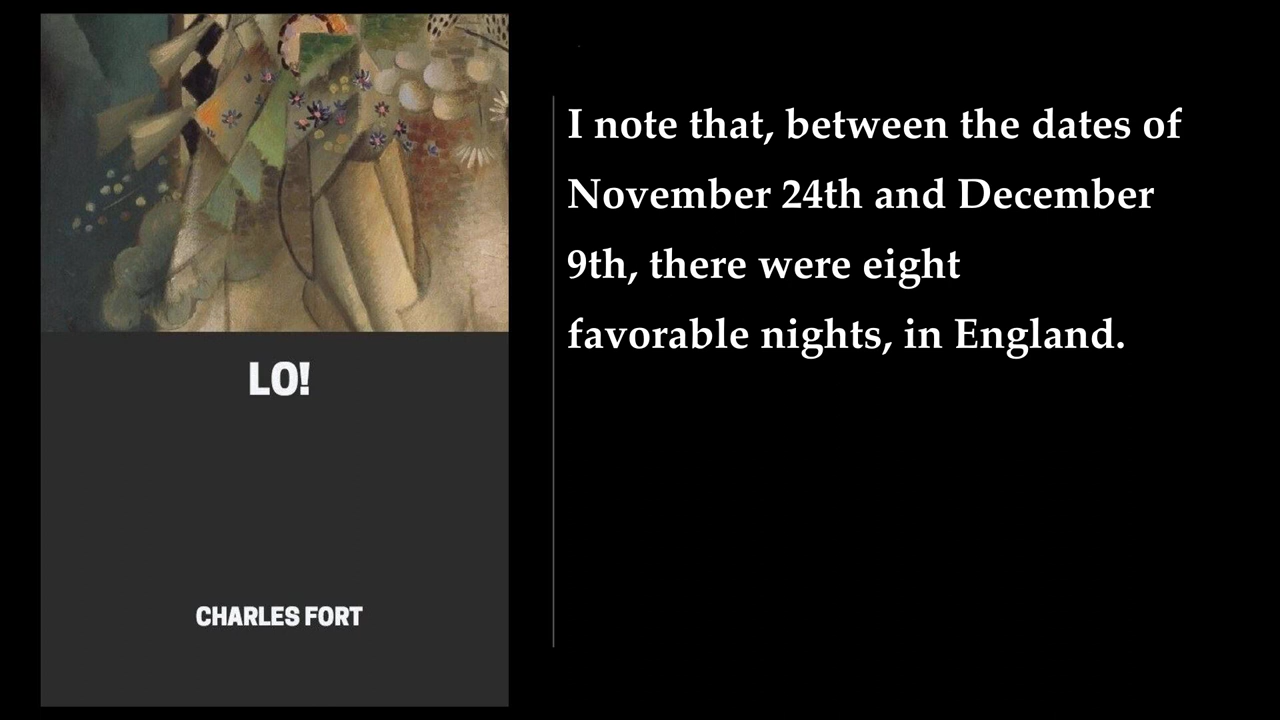 LO!
CHARLES FORT
I note that, between the dates of
November 24th and December
9th, there were eight
favorable nights, in England.